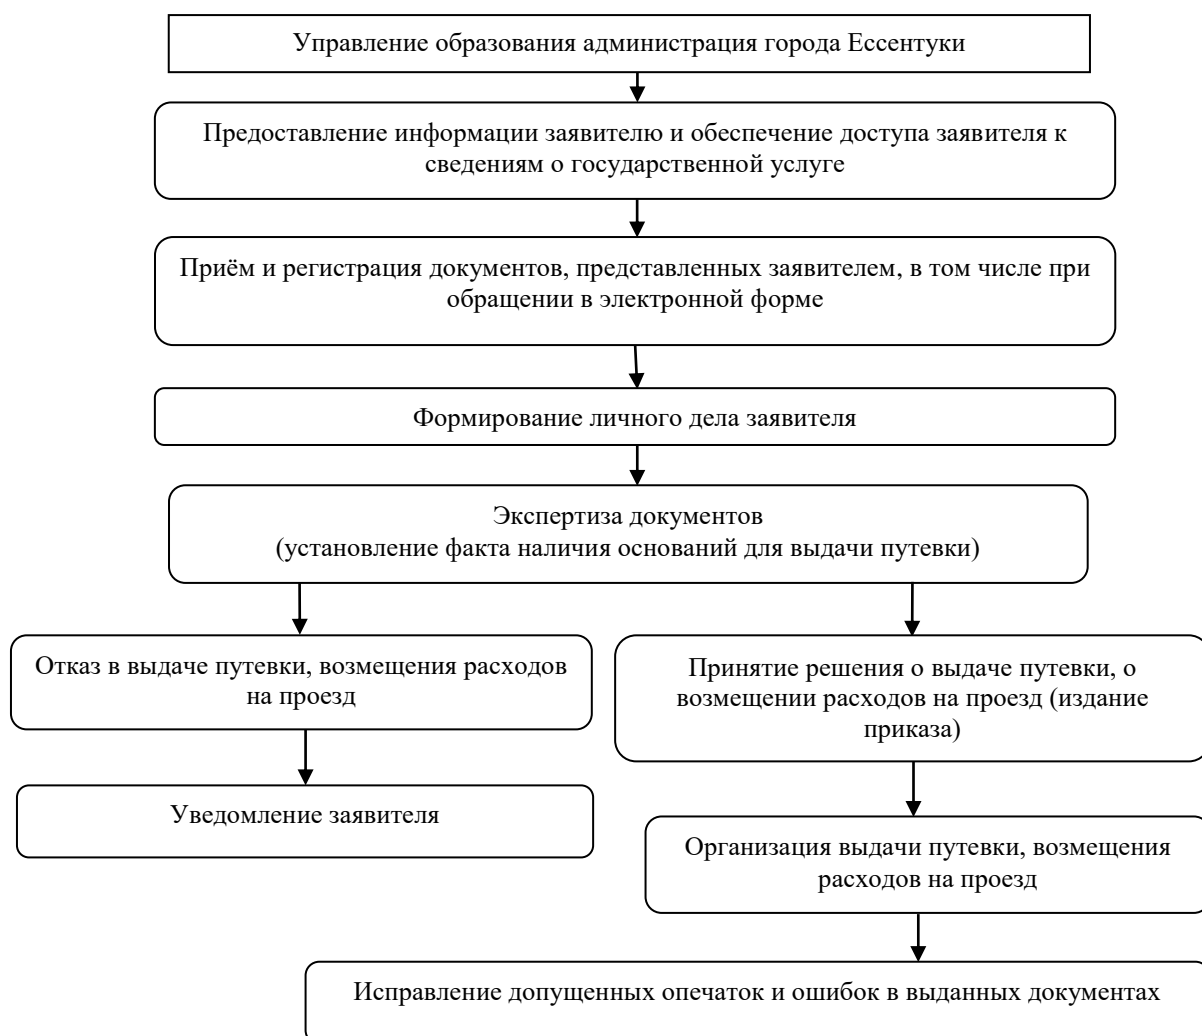 Управление образования администрация города Ессентуки
Предоставление информации заявителю и обеспечение доступа заявителя к
сведениям о государственной услуге
Приём и регистрация документов, представленных заявителем, в том числе при
обращении в электронной форме
Формирование личного дела заявителя
Экспертиза документов
(установление факта наличия оснований для выдачи путевки)
Отказ в выдаче путевки, возмещения расходов
на проезд
Уведомление заявителя
Принятие решения о выдаче путевки, о
возмещении расходов на проезд (издание
приказа)
Организация выдачи путевки, возмещения
расходов на проезд
Исправление допущенных опечаток и ошибок в выданных документах